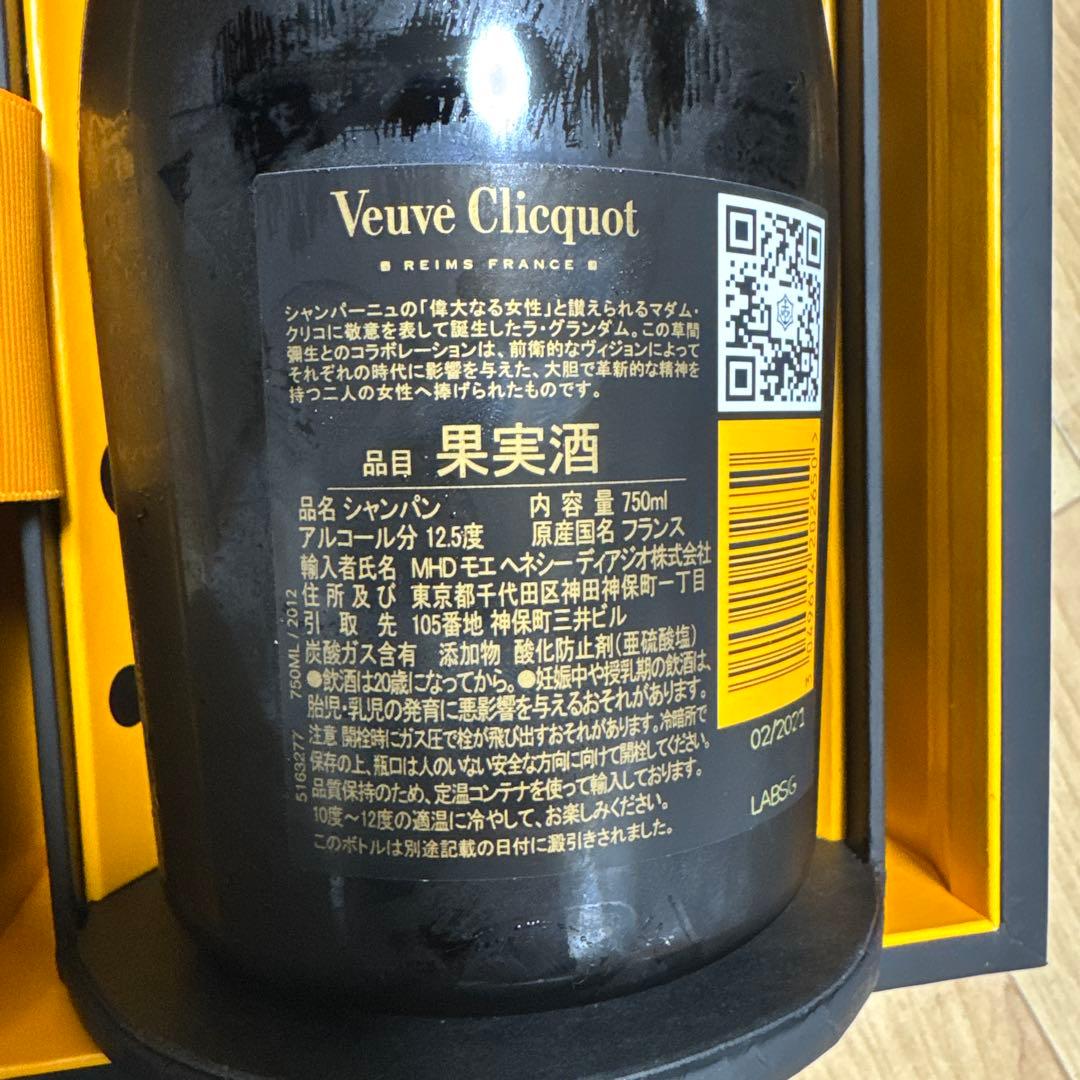 Veuve Clicquot
REIMS FRANCE
シャンパーニュの「偉大なる女性」と讃えられるマダム・
クリコに敬意を表して誕生したラ・グランダム。この草間
彌生とのコラボレーションは、前衛的なヴィジョンによって
それぞれの時代に影響を与えた、大胆で革新的な精神を
持つ二人の女性へ捧げられたものです。
品目 果実酒
品名 シャンパン 内容量 750ml
アルコール分 12.5度 原産国名 フランス
輸入者氏名 MHD モエ ヘネシー ディアジオ株式会社
住所及び 東京都千代田区神田神保町一丁目
引取先 105番地 神保町三井ビル
炭酸ガス含有 添加物 酸化防止剤(亜硫酸塩)
●飲酒は20歳になってから。●妊娠中や授乳期の飲酒は、
胎児・乳児の発育に悪影響を与えるおそれがあります。
注意 開栓時にガス圧で栓が飛び出すおそれがあります。冷暗所で
保存の上、瓶口は人のいない安全な方向に向けて開栓してください。
品質保持のため、定温コンテナを使って輸入しております。
10度〜12度の適温に冷やして、お楽しみください。
このボトルは別途記載の日付に澱引きされました。
5163277 750ML / 2012
3 049614 202650 >
02/2021
LABSG